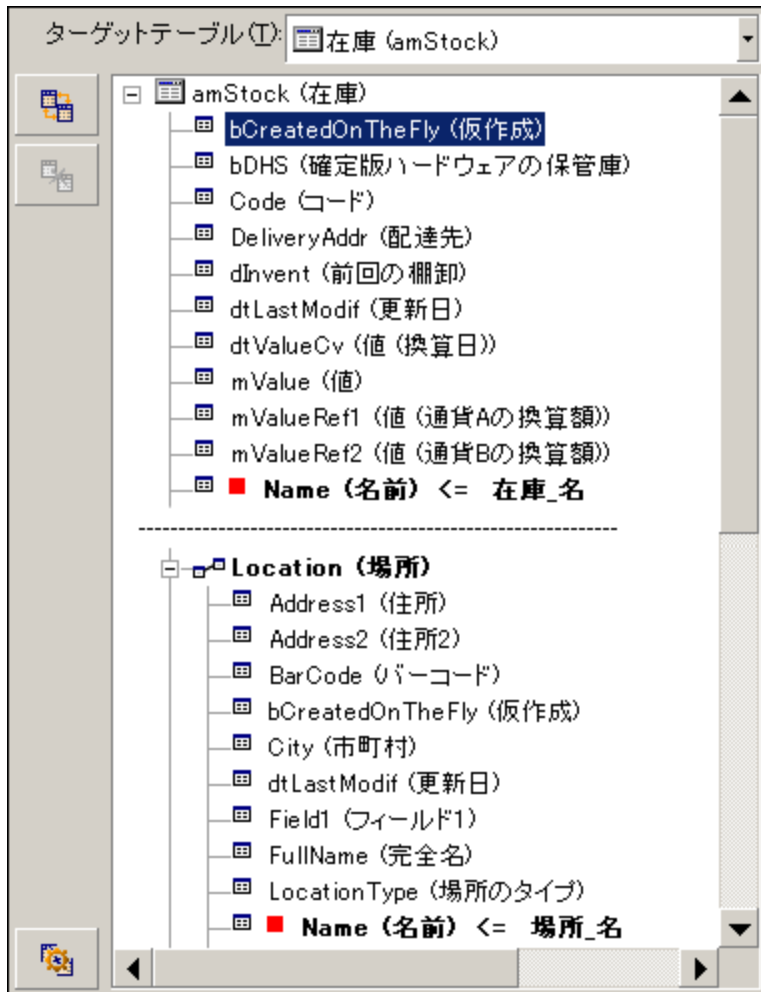 ターゲットテーブル(T): 在庫 (amStock)
amStock (在庫)
bCreatedOnTheFly (仮作成)
bDHS (確定版ハードウェアの保管庫)
Code (コード)
DeliveryAddr (配達先)
dInvent (前回の棚卸)
dtLastModif (更新日)
dtValueCv (値 (換算日))
mValue (値)
mValueRef1 (値 (通貨Aの換算額))
mValueRef2 (値 (通貨Bの換算額))
Name (名前) <= 在庫_名
Location (場所)
Address1 (住所)
Address2 (住所2)
BarCode (バーコード)
bCreatedOnTheFly (仮作成)
City (市町村)
dtLastModif (更新日)
Field1 (フィールド1)
FullName (完全名)
LocationType (場所のタイプ)
Name (名前) <= 場所_名